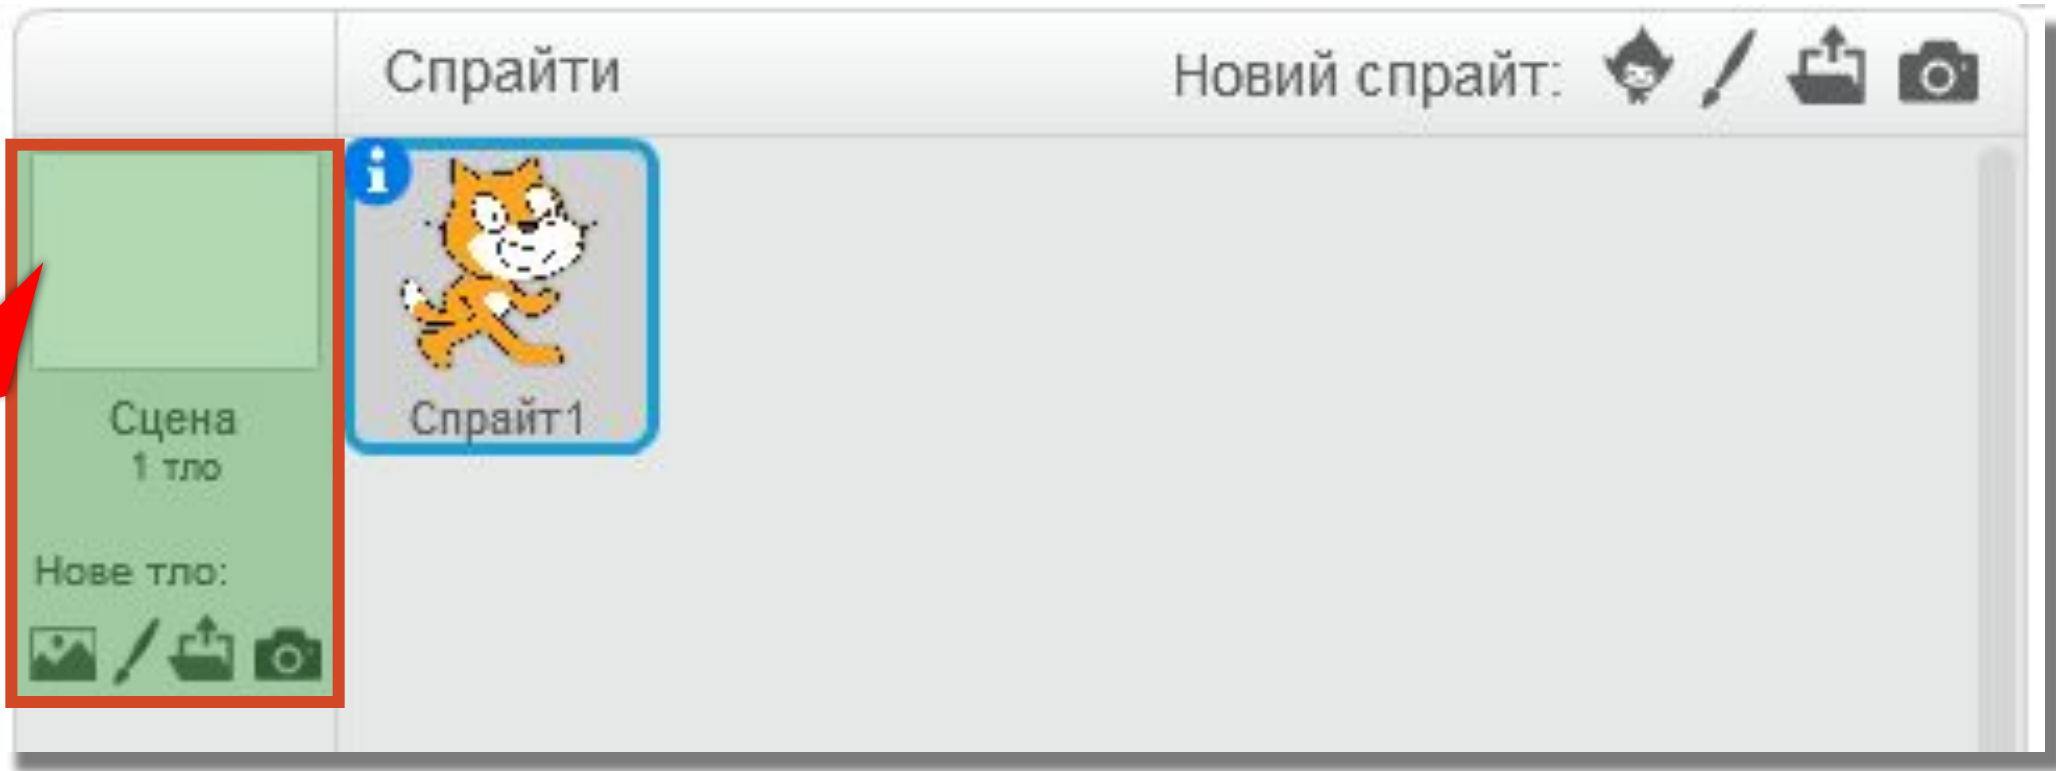 Спрайти
Новий спрайт:
i
Спрайт1
Сцена
1 тло
Нове тло: